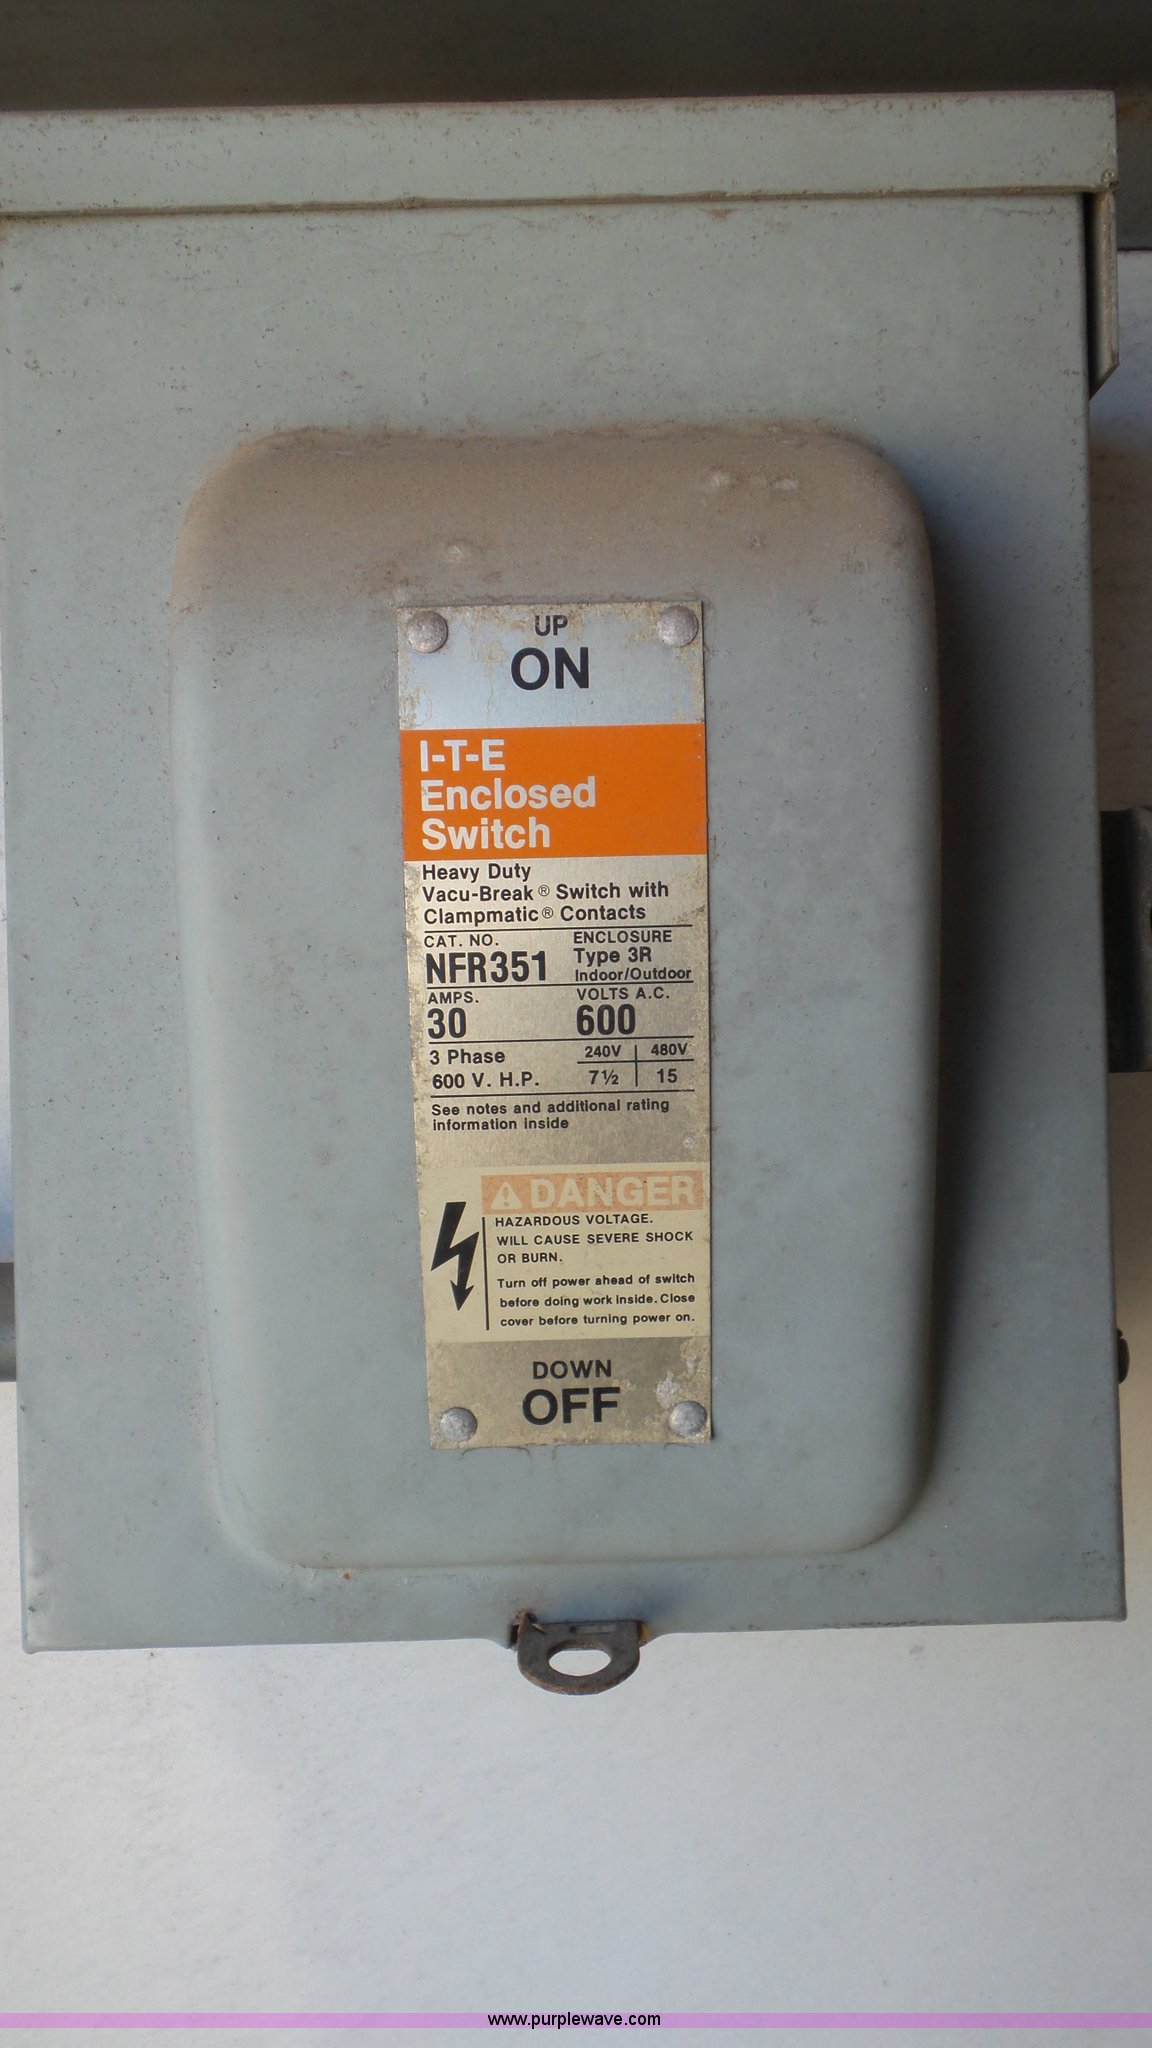 UP
ON
I-T-E
Enclosed
Switch
Heavy Duty
Vacu-Break® Switch with
Clampmatic® Contacts
CAT. NO. ENCLOSURE
NFR351 Type 3R
Indoor/Outdoor
AMPS. VOLTS A.C.
30 600
3 Phase 240V 480V
600 V. H.P. 7½ 15
See notes and additional rating
information inside
⚠ DANGER
HAZARDOUS VOLTAGE.
WILL CAUSE SEVERE SHOCK
OR BURN.
Turn off power ahead of switch
before doing work inside. Close
cover before turning power on.
DOWN
OFF
www.purplewave.com